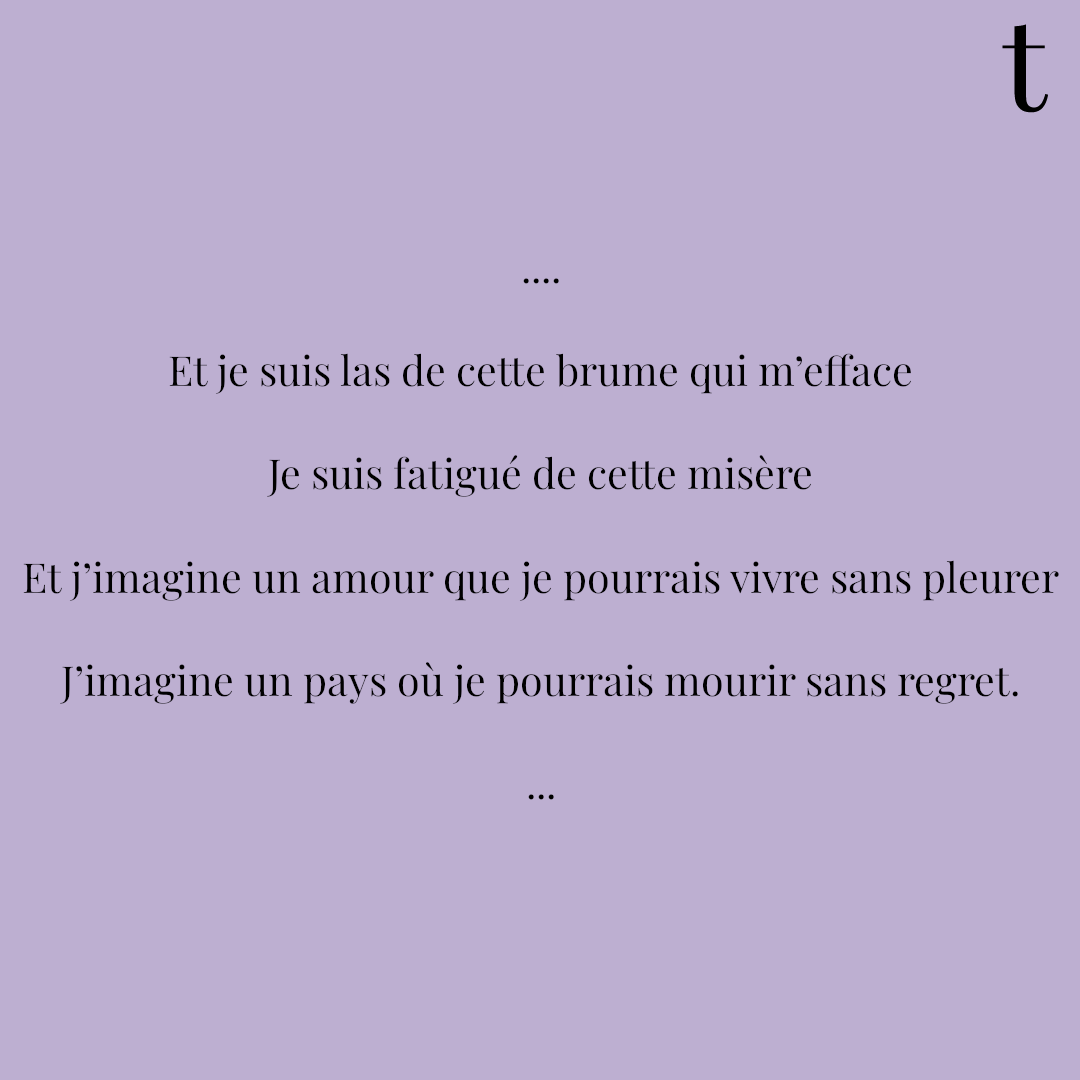 t
....
Et je suis las de cette brume qui m’efface
Je suis fatigué de cette misère
Et j’imagine un amour que je pourrais vivre sans pleurer
J’imagine un pays où je pourrais mourir sans regret.
...